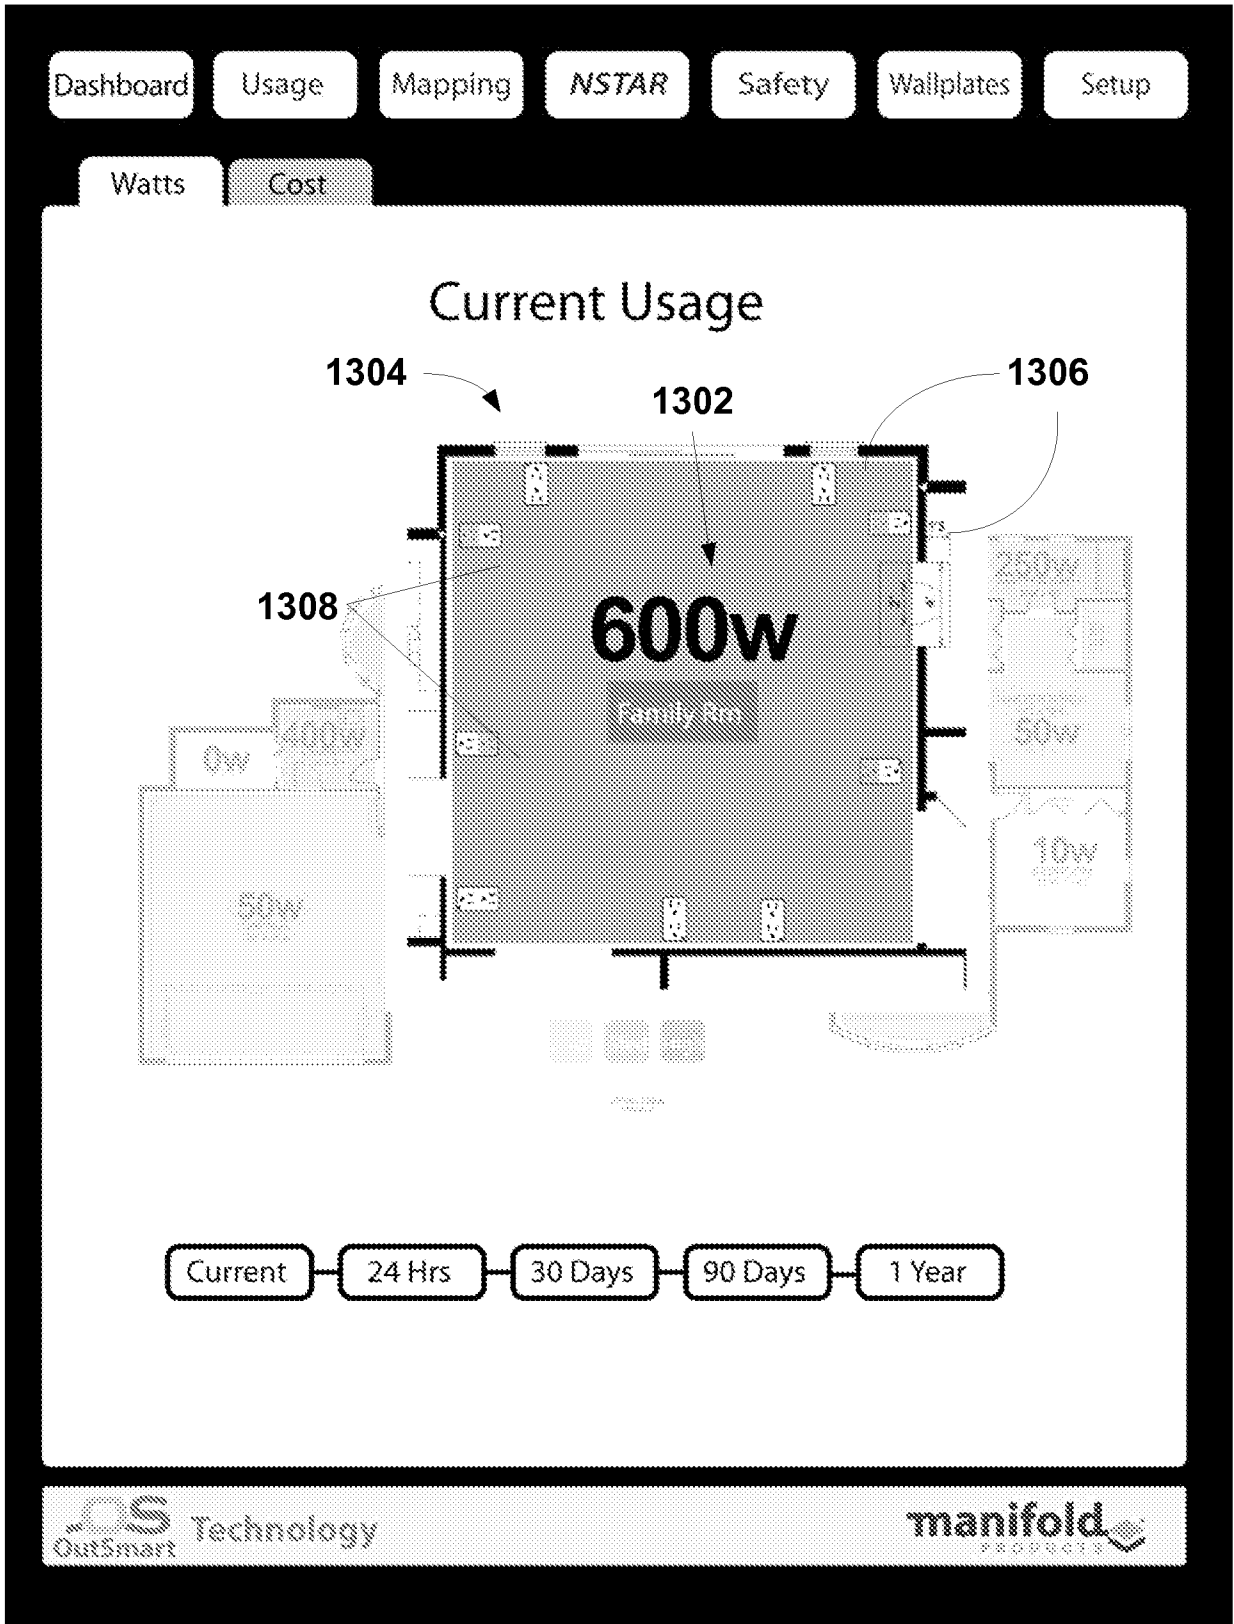 Dashboard Usage Mapping NSTAR Safety Wallplates Setup
Watts Cost
Current Usage
1304 1302 1306
1308
600w
Family Rm
250w
50w
400w
0w
10w
50w
Current 24 Hrs 30 Days 90 Days 1 Year
OS
OutSmart Technology
manifold
PRODUCTS